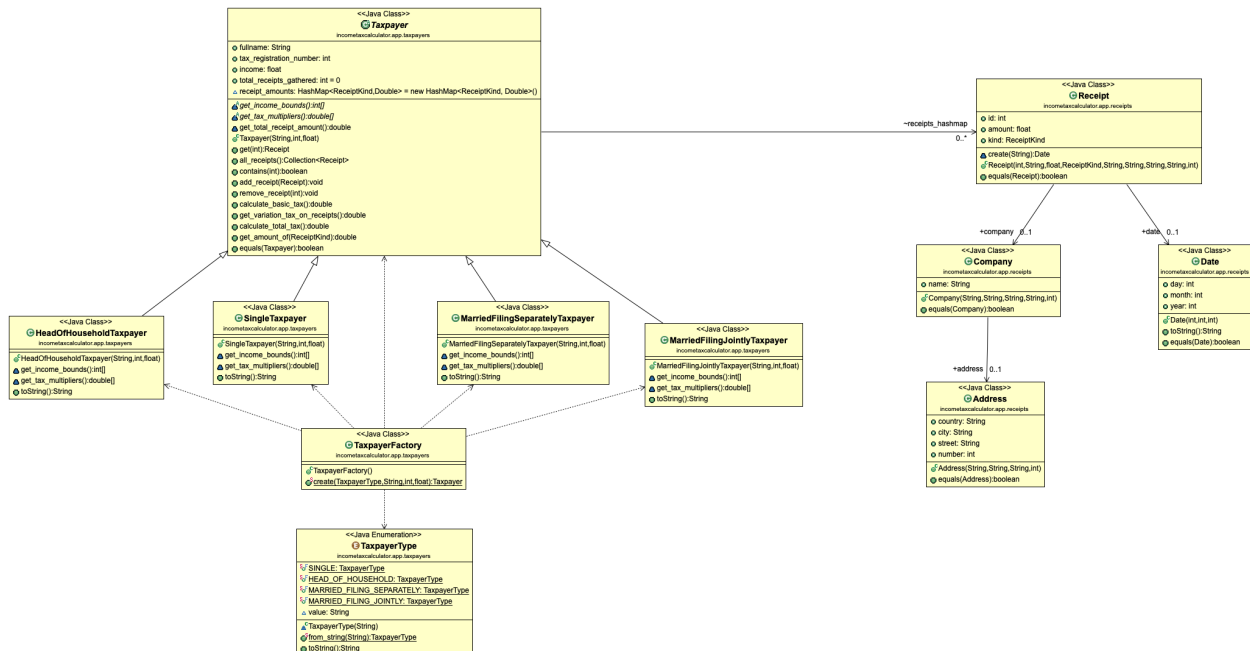 <<Java Class>>
Taxpayer
incometaxcalculator.app.taxpayers
fullname: String
tax_registration_number: int
income: float
total_receipts_gathered: int = 0
receipt_amounts: HashMap<ReceiptKind,Double> = new HashMap<ReceiptKind, Double>()
get_income_bounds():int[]
get_tax_multipliers():double[]
get_total_receipt_amount():double
Taxpayer(String,int,float)
get(int):Receipt
all_receipts():Collection<Receipt>
contains(int):boolean
add_receipt(Receipt):void
remove_receipt(int):void
calculate_basic_tax():double
get_variation_tax_on_receipts():double
calculate_total_tax():double
get_amount_of(ReceiptKind):double
equals(Taxpayer):boolean
~receipts_hashmap
0..*
<<Java Class>>
Receipt
incometaxcalculator.app.receipts
id: int
amount: float
kind: ReceiptKind
create(String):Date
Receipt(int,String,float,ReceiptKind,String,String,String,String,int)
equals(Receipt):boolean
+company 0..1
+date 0..1
<<Java Class>>
Company
incometaxcalculator.app.receipts
name: String
Company(String,String,String,String,int)
equals(Company):boolean
<<Java Class>>
Date
incometaxcalculator.app.receipts
day: int
month: int
year: int
Date(int,int,int)
toString():String
equals(Date):boolean
<<Java Class>>
HeadOfHouseholdTaxpayer
incometaxcalculator.app.taxpayers
HeadOfHouseholdTaxpayer(String,int,float)
get_income_bounds():int[]
get_tax_multipliers():double[]
toString():String
<<Java Class>>
SingleTaxpayer
incometaxcalculator.app.taxpayers
SingleTaxpayer(String,int,float)
get_income_bounds():int[]
get_tax_multipliers():double[]
toString():String
<<Java Class>>
MarriedFilingSeparatelyTaxpayer
incometaxcalculator.app.taxpayers
MarriedFilingSeparatelyTaxpayer(String,int,float)
get_income_bounds():int[]
get_tax_multipliers():double[]
toString():String
<<Java Class>>
MarriedFilingJointlyTaxpayer
incometaxcalculator.app.taxpayers
MarriedFilingJointlyTaxpayer(String,int,float)
get_income_bounds():int[]
get_tax_multipliers():double[]
toString():String
+address 0..1
<<Java Class>>
Address
incometaxcalculator.app.receipts
country: String
city: String
street: String
number: int
Address(String,String,String,int)
equals(Address):boolean
<<Java Class>>
TaxpayerFactory
incometaxcalculator.app.taxpayers
TaxpayerFactory()
create(TaxpayerType,String,int,float):Taxpayer
<<Java Enumeration>>
TaxpayerType
incometaxcalculator.app.taxpayers
SINGLE: TaxpayerType
HEAD_OF_HOUSEHOLD: TaxpayerType
MARRIED_FILING_SEPARATELY: TaxpayerType
MARRIED_FILING_JOINTLY: TaxpayerType
value: String
TaxpayerType(String)
from_string(String):TaxpayerType
toString():String